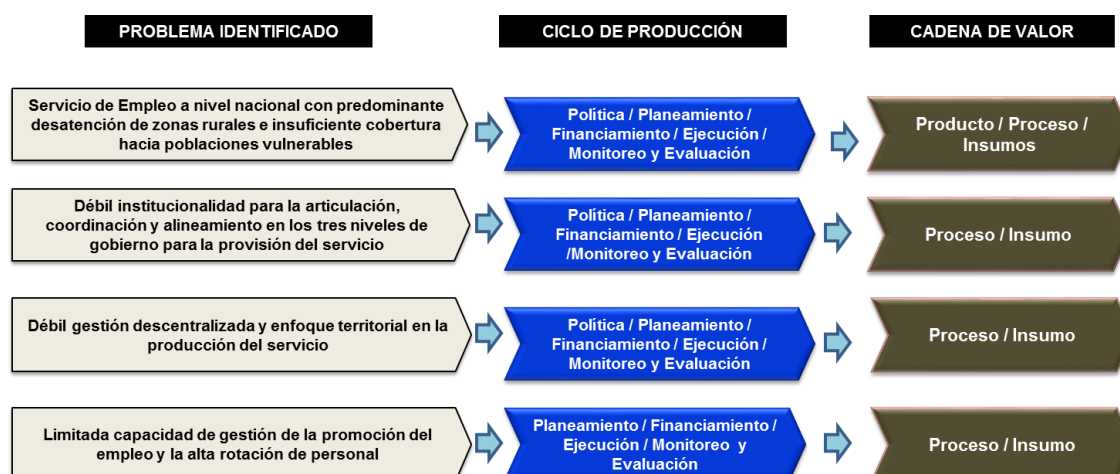 PROBLEMA IDENTIFICADO
CICLO DE PRODUCCIÓN
CADENA DE VALOR
Servicio de Empleo a nivel nacional con predominante
desatención de zonas rurales e insuficiente cobertura
hacia poblaciones vulnerables
Política / Planeamiento /
Financiamiento / Ejecución /
Monitoreo y Evaluación
Producto / Proceso /
Insumos
Débil institucionalidad para la articulación,
coordinación y alineamiento en los tres niveles de
gobierno para la provisión del servicio
Política / Planeamiento /
Financiamiento / Ejecución
/Monitoreo y Evaluación
Proceso / Insumo
Débil gestión descentralizada y enfoque territorial en la
producción del servicio
Política / Planeamiento /
Financiamiento / Ejecución /
Monitoreo y Evaluación
Proceso / Insumo
Limitada capacidad de gestión de la promoción del
empleo y la alta rotación de personal
Planeamiento / Financiamiento /
Ejecución / Monitoreo y
Evaluación
Proceso / Insumo